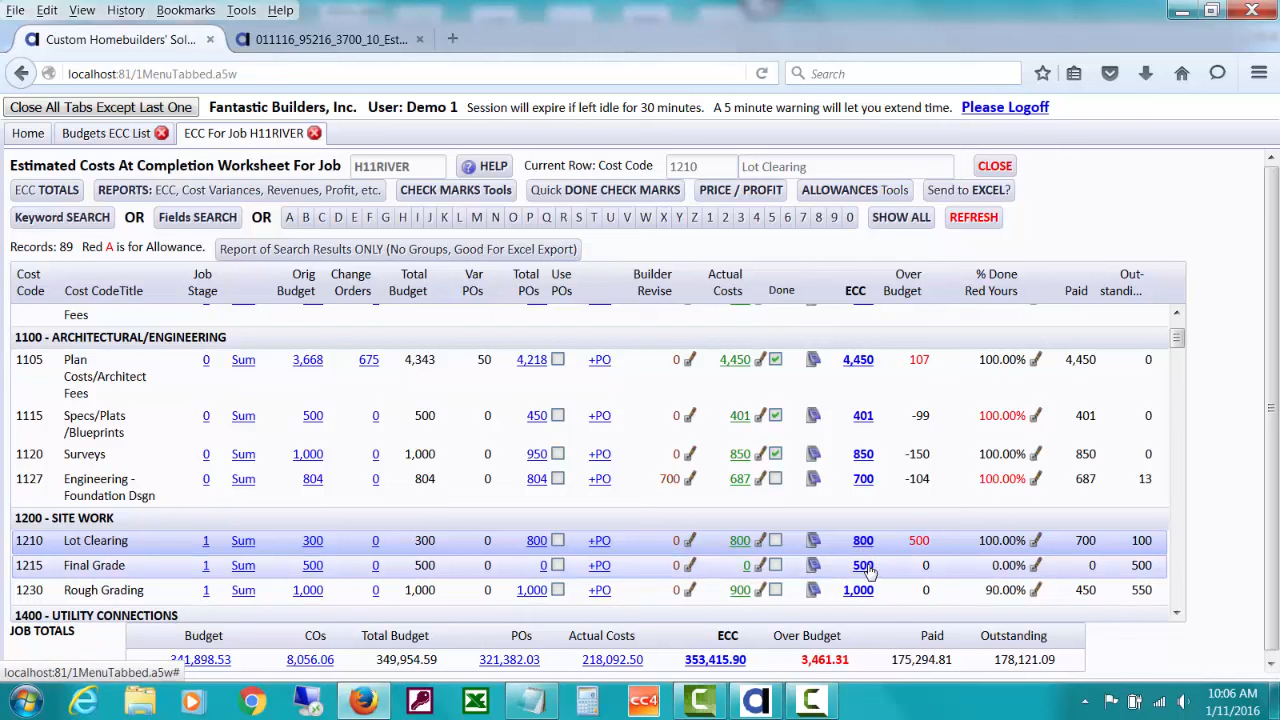 File Edit View History Bookmarks Tools Help
Custom Homebuilders' Sol... × 011116_95216_3700_10_Est... × +
localhost:81/1MenuTabbed.a5w Search
Close All Tabs Except Last One Fantastic Builders, Inc. User: Demo 1 Session will expire if left idle for 30 minutes. A 5 minute warning will let you extend time. Please Logoff
Home Budgets ECC List ECC For Job H11RIVER
Estimated Costs At Completion Worksheet For Job H11RIVER HELP Current Row: Cost Code 1210 Lot Clearing CLOSE
ECC TOTALS REPORTS: ECC, Cost Variances, Revenues, Profit, etc. CHECK MARKS Tools Quick DONE CHECK MARKS PRICE / PROFIT ALLOWANCES Tools Send to EXCEL?
Keyword SEARCH OR Fields SEARCH OR A B C D E F G H I J K L M N O P Q R S T U V W X Y Z 1 2 3 4 5 6 7 8 9 0 SHOW ALL REFRESH
Records: 89 Red A is for Allowance. Report of Search Results ONLY (No Groups, Good For Excel Export)
Cost Job Orig Change Total Var Total Use Builder Actual Over % Done Out-
Code Cost CodeTitle Stage Budget Orders Budget POs POs POs Revise Costs Done ECC Budget Red Yours Paid standi...
Fees
1100 - ARCHITECTURAL/ENGINEERING
1105 Plan 0 Sum 3,668 675 4,343 50 4,218 +PO 0 4,450 4,450 107 100.00% 4,450 0
Costs/Architect
Fees
1115 Specs/Plats 0 Sum 500 0 500 0 450 +PO 0 401 401 -99 100.00% 401 0
/Blueprints
1120 Surveys 0 Sum 1,000 0 1,000 0 950 +PO 0 850 850 -150 100.00% 850 0
1127 Engineering - 0 Sum 804 0 804 0 804 +PO 700 687 700 -104 100.00% 687 13
Foundation Dsgn
1200 - SITE WORK
1210 Lot Clearing 1 Sum 300 0 300 0 800 +PO 0 800 800 500 100.00% 700 100
1215 Final Grade 1 Sum 500 0 500 0 0 +PO 0 0 500 0 0.00% 0 500
1230 Rough Grading 1 Sum 1,000 0 1,000 0 1,000 +PO 0 900 1,000 0 90.00% 450 550
1400 - UTILITY CONNECTIONS
JOB TOTALS Budget COs Total Budget POs Actual Costs ECC Over Budget Paid Outstanding
341,898.53 8,056.06 349,954.59 321,382.03 218,092.50 353,415.90 3,461.31 175,294.81 178,121.09
localhost:81/1MenuTabbed.a5w#
CC4 10:06 AM
1/11/2016